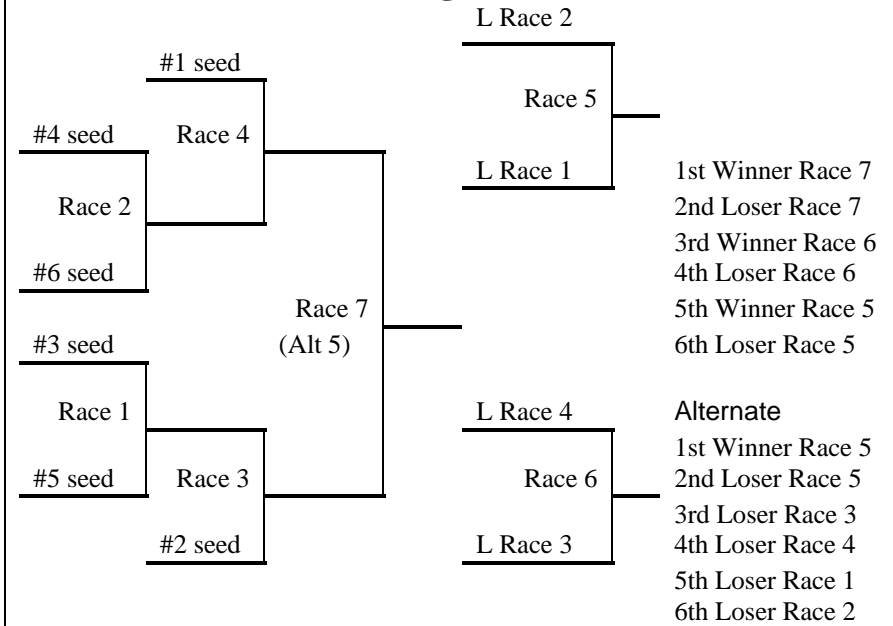 L Race 2
#1 seed
Race 5
#4 seed
Race 4
L Race 1
1st Winner Race 7
Race 2
2nd Loser Race 7
3rd Winner Race 6
#6 seed
4th Loser Race 6
Race 7
5th Winner Race 5
#3 seed
(Alt 5)
6th Loser Race 5
Race 1
L Race 4
Alternate
1st Winner Race 5
#5 seed
Race 3
Race 6
2nd Loser Race 5
3rd Loser Race 3
#2 seed
L Race 3
4th Loser Race 4
5th Loser Race 1
6th Loser Race 2